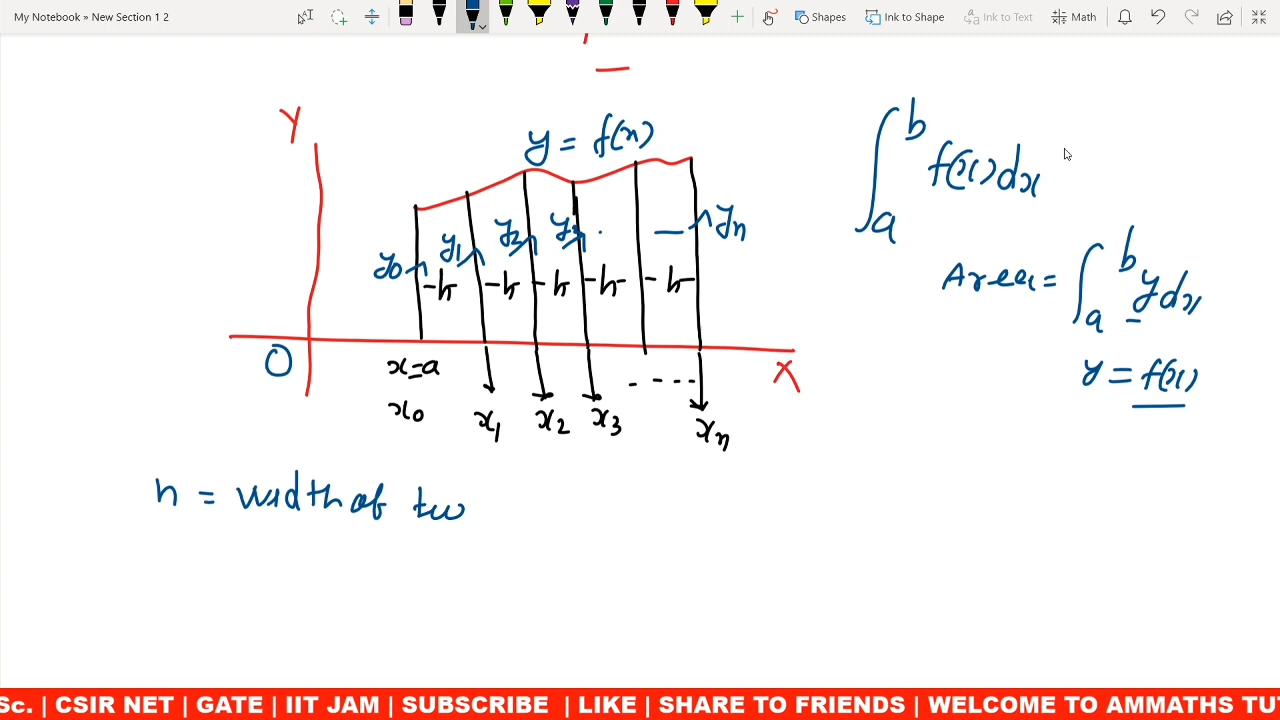 My Notebook » New Section 1 2
Shapes
Ink to Shape
Ink to Text
Math
Y
y = f(x)
∫_a^b f(x)dx
y0 y1 y2 y3 . — yn
Area = ∫_a^b y dx
-h- -h- -h- -h- -h-
O
x=a
X
y = f(x)
x0 x1 x2 x3 ----- xn
h = width of tw
Sc. | CSIR NET | GATE | IIT JAM | SUBSCRIBE | LIKE | SHARE TO FRIENDS | WELCOME TO AMMATHS TU